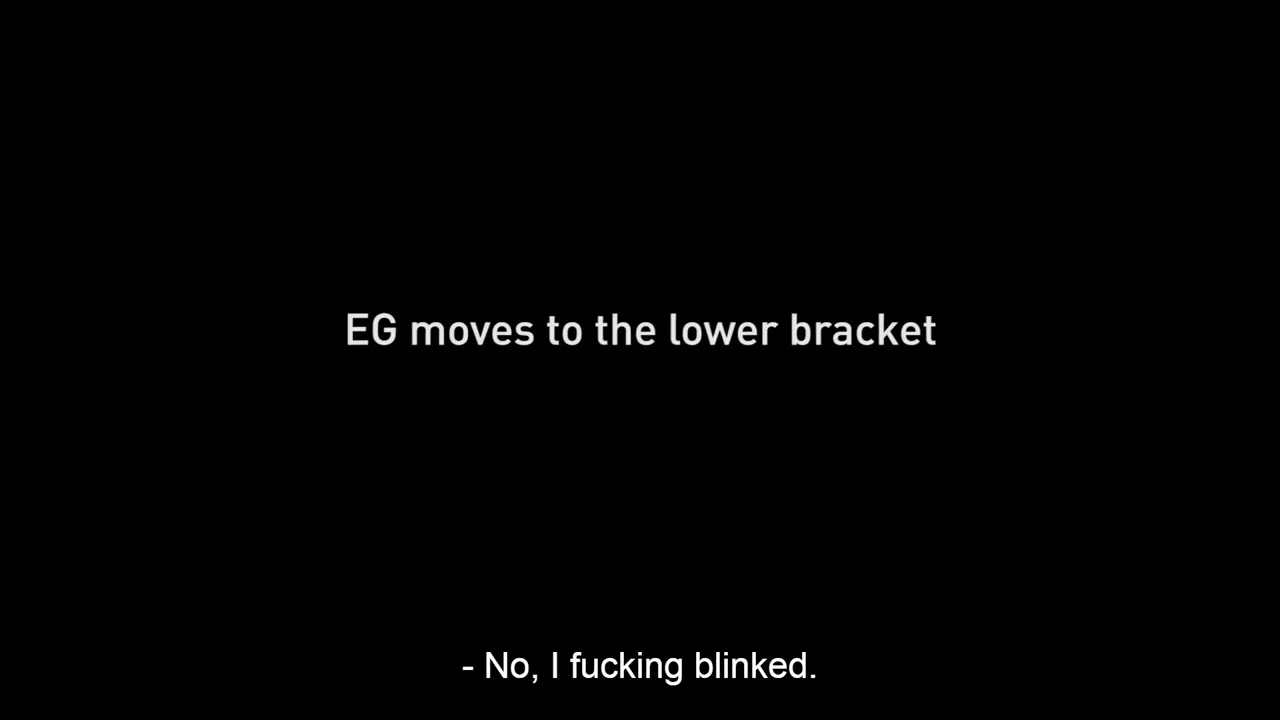 EG moves to the lower bracket
- No, I fucking blinked.